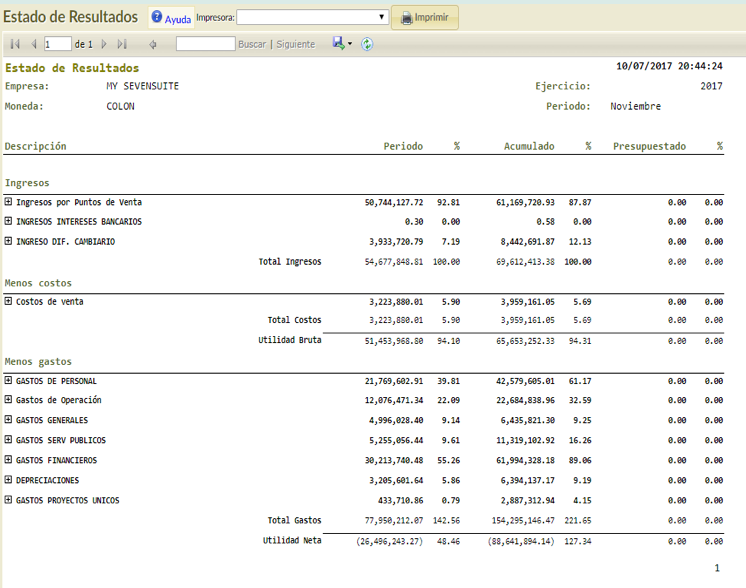 Estado de Resultados Ayuda Impresora: Imprimir
1 de 1 Buscar | Siguiente
Estado de Resultados 10/07/2017 20:44:24
Empresa: MY SEVENSUITE Ejercicio: 2017
Moneda: COLON Periodo: Noviembre
Descripción Periodo % Acumulado % Presupuestado %
Ingresos
Ingresos por Puntos de Venta 50,744,127.72 92.81 61,169,720.93 87.87 0.00 0.00
INGRESOS INTERESES BANCARIOS 0.30 0.00 0.58 0.00 0.00 0.00
INGRESO DIF. CAMBIARIO 3,933,720.79 7.19 8,442,691.87 12.13 0.00 0.00
Total Ingresos 54,677,848.81 100.00 69,612,413.38 100.00 0.00 0.00
Menos costos
Costos de venta 3,223,880.01 5.90 3,959,161.05 5.69 0.00 0.00
Total Costos 3,223,880.01 5.90 3,959,161.05 5.69 0.00 0.00
Utilidad Bruta 51,453,968.80 94.10 65,653,252.33 94.31 0.00 0.00
Menos gastos
GASTOS DE PERSONAL 21,769,602.91 39.81 42,579,605.01 61.17 0.00 0.00
Gastos de Operación 12,076,471.34 22.09 22,684,838.96 32.59 0.00 0.00
GASTOS GENERALES 4,996,028.40 9.14 6,435,821.30 9.25 0.00 0.00
GASTOS SERV PUBLICOS 5,255,056.44 9.61 11,319,102.92 16.26 0.00 0.00
GASTOS FINANCIEROS 30,213,740.48 55.26 61,994,328.18 89.06 0.00 0.00
DEPRECIACIONES 3,205,601.64 5.86 6,394,137.17 9.19 0.00 0.00
GASTOS PROYECTOS UNICOS 433,710.86 0.79 2,887,312.94 4.15 0.00 0.00
Total Gastos 77,950,212.07 142.56 154,295,146.47 221.65 0.00 0.00
Utilidad Neta (26,496,243.27) 48.46 (88,641,894.14) 127.34 0.00 0.00
1